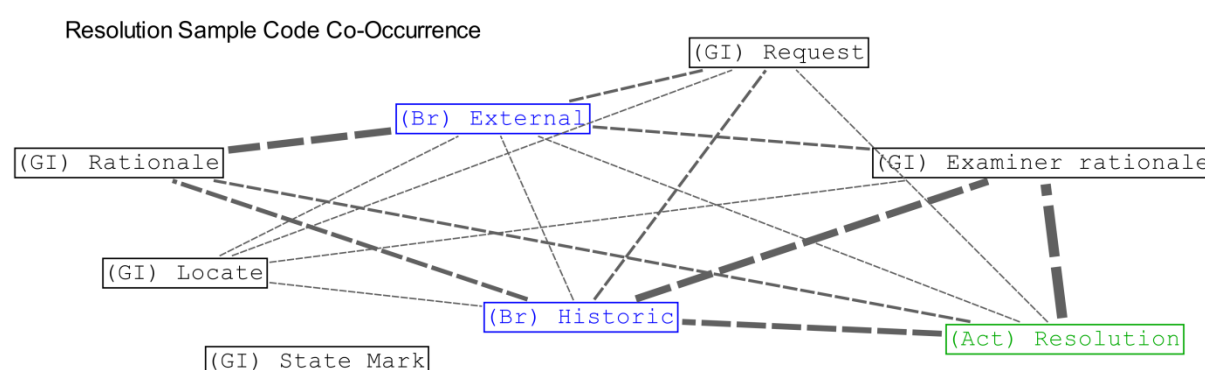 Resolution Sample Code Co-Occurrence
(GI) Request
(Br) External
(GI) Rationale
(GI) Examiner rationale
(GI) Locate
(Br) Historic
(Act) Resolution
(GI) State Mark